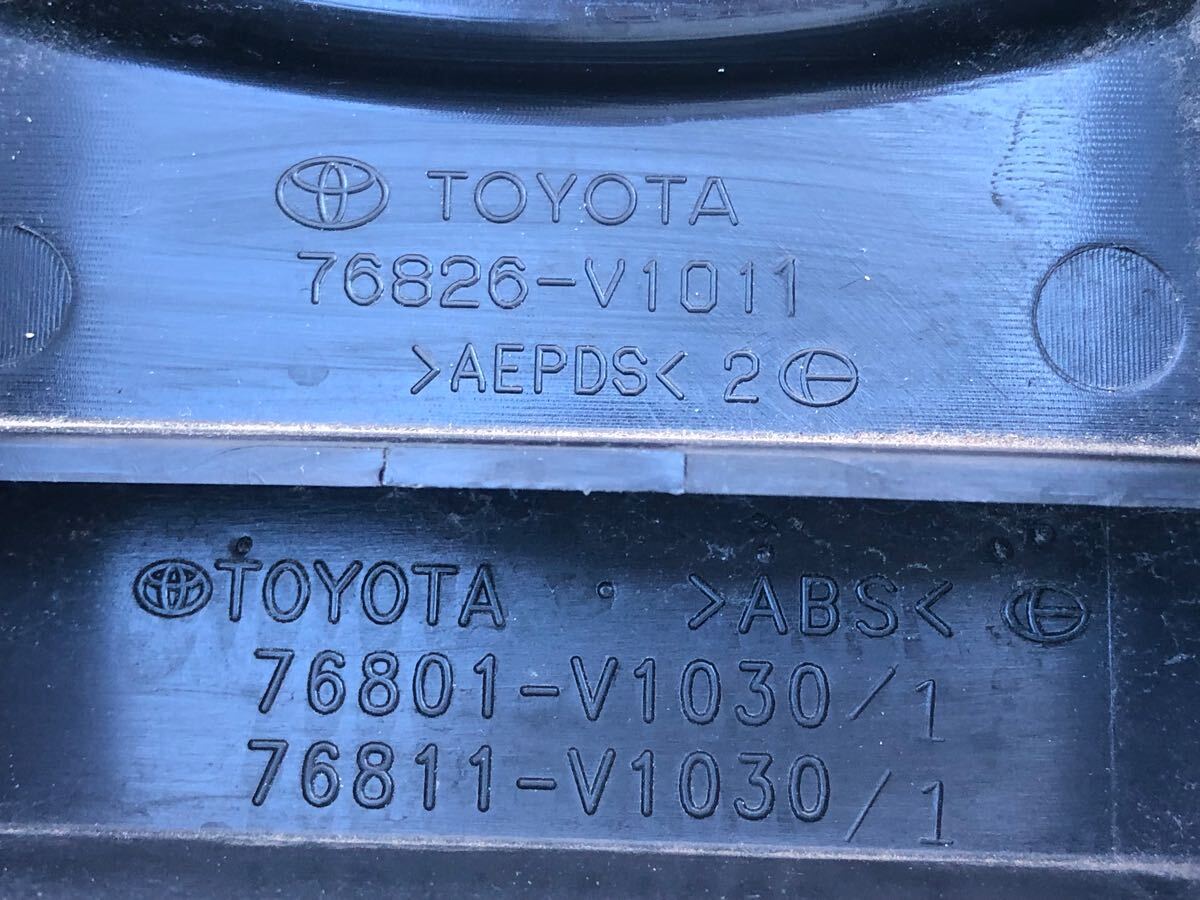 TOYOTA
76826-V1011
>AEPDS< 2
TOYOTA >ABS<
76801-V1030/1
76811-V1030/1